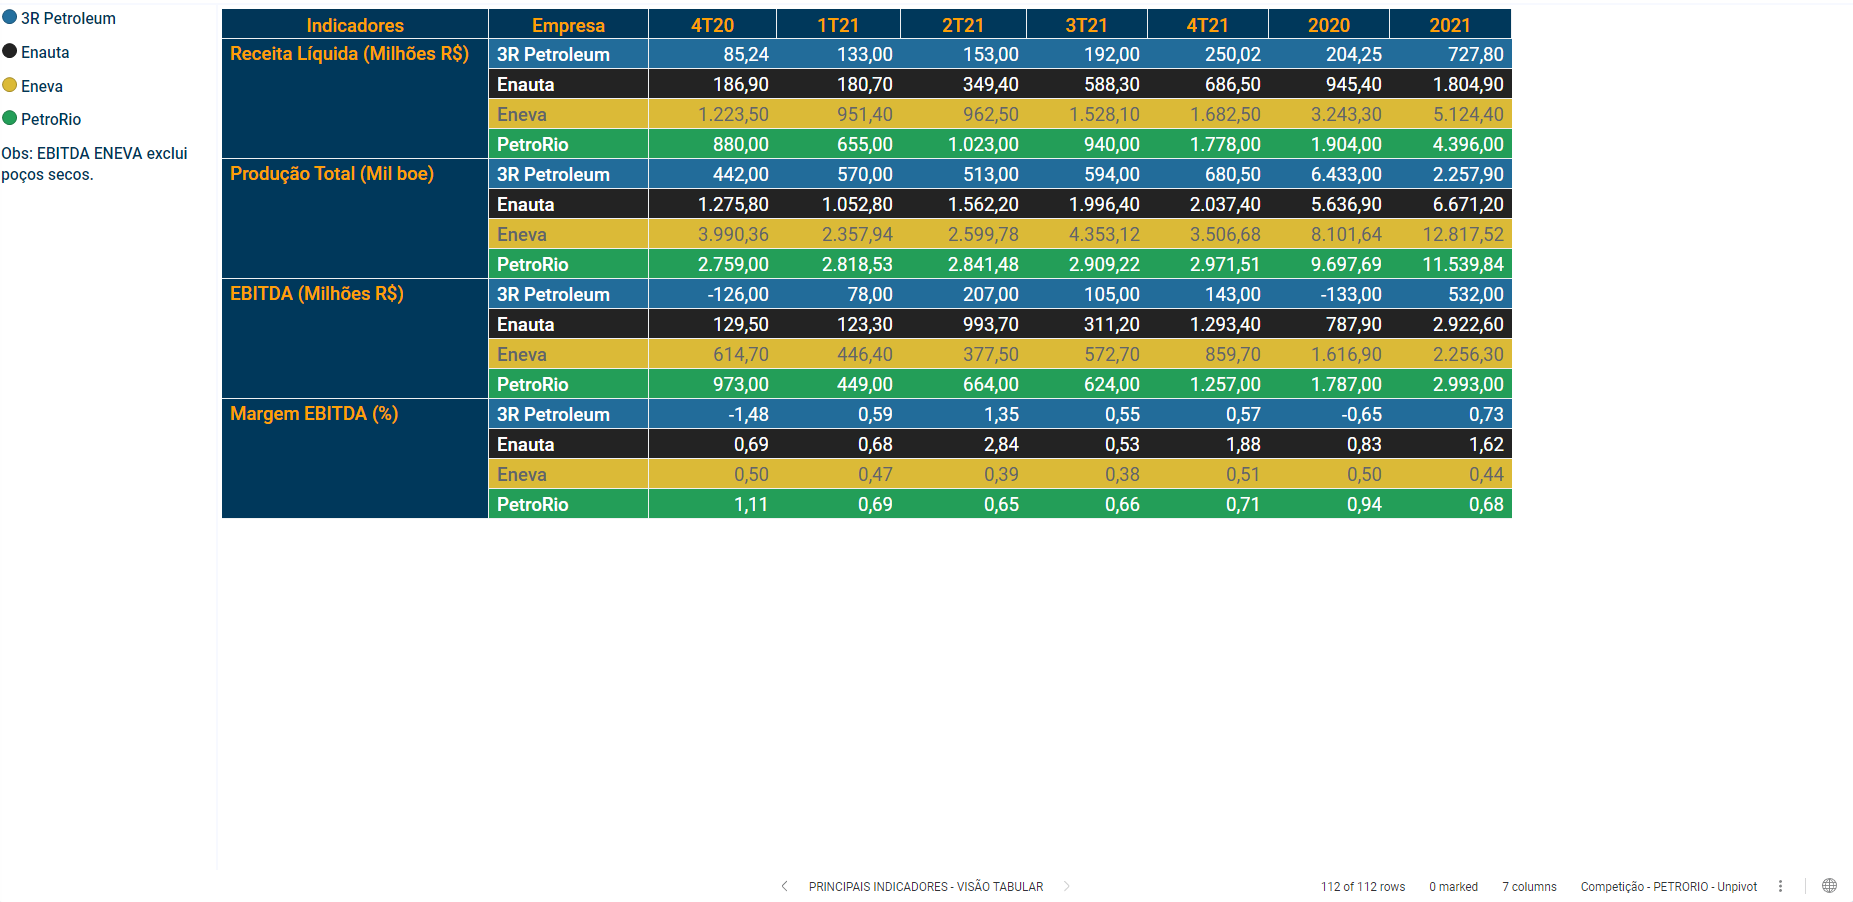 3R Petroleum
Enauta
Eneva
PetroRio
Obs: EBITDA ENEVA exclui
poços secos.
Indicadores Empresa 4T20 1T21 2T21 3T21 4T21 2020 2021
Receita Líquida (Milhões R$) 3R Petroleum 85,24 133,00 153,00 192,00 250,02 204,25 727,80
Enauta 186,90 180,70 349,40 588,30 686,50 945,40 1.804,90
Eneva 1.223,50 951,40 962,50 1.528,10 1.682,50 3.243,30 5.124,40
PetroRio 880,00 655,00 1.023,00 940,00 1.778,00 1.904,00 4.396,00
Produção Total (Mil boe) 3R Petroleum 442,00 570,00 513,00 594,00 680,50 6.433,00 2.257,90
Enauta 1.275,80 1.052,80 1.562,20 1.996,40 2.037,40 5.636,90 6.671,20
Eneva 3.990,36 2.357,94 2.599,78 4.353,12 3.506,68 8.101,64 12.817,52
PetroRio 2.759,00 2.818,53 2.841,48 2.909,22 2.971,51 9.697,69 11.539,84
EBITDA (Milhões R$) 3R Petroleum -126,00 78,00 207,00 105,00 143,00 -133,00 532,00
Enauta 129,50 123,30 993,70 311,20 1.293,40 787,90 2.922,60
Eneva 614,70 446,40 377,50 572,70 859,70 1.616,90 2.256,30
PetroRio 973,00 449,00 664,00 624,00 1.257,00 1.787,00 2.993,00
Margem EBITDA (%) 3R Petroleum -1,48 0,59 1,35 0,55 0,57 -0,65 0,73
Enauta 0,69 0,68 2,84 0,53 1,88 0,83 1,62
Eneva 0,50 0,47 0,39 0,38 0,51 0,50 0,44
PetroRio 1,11 0,69 0,65 0,66 0,71 0,94 0,68
PRINCIPAIS INDICADORES - VISÃO TABULAR 112 of 112 rows 0 marked 7 columns Competição - PETRORIO - Unpivot